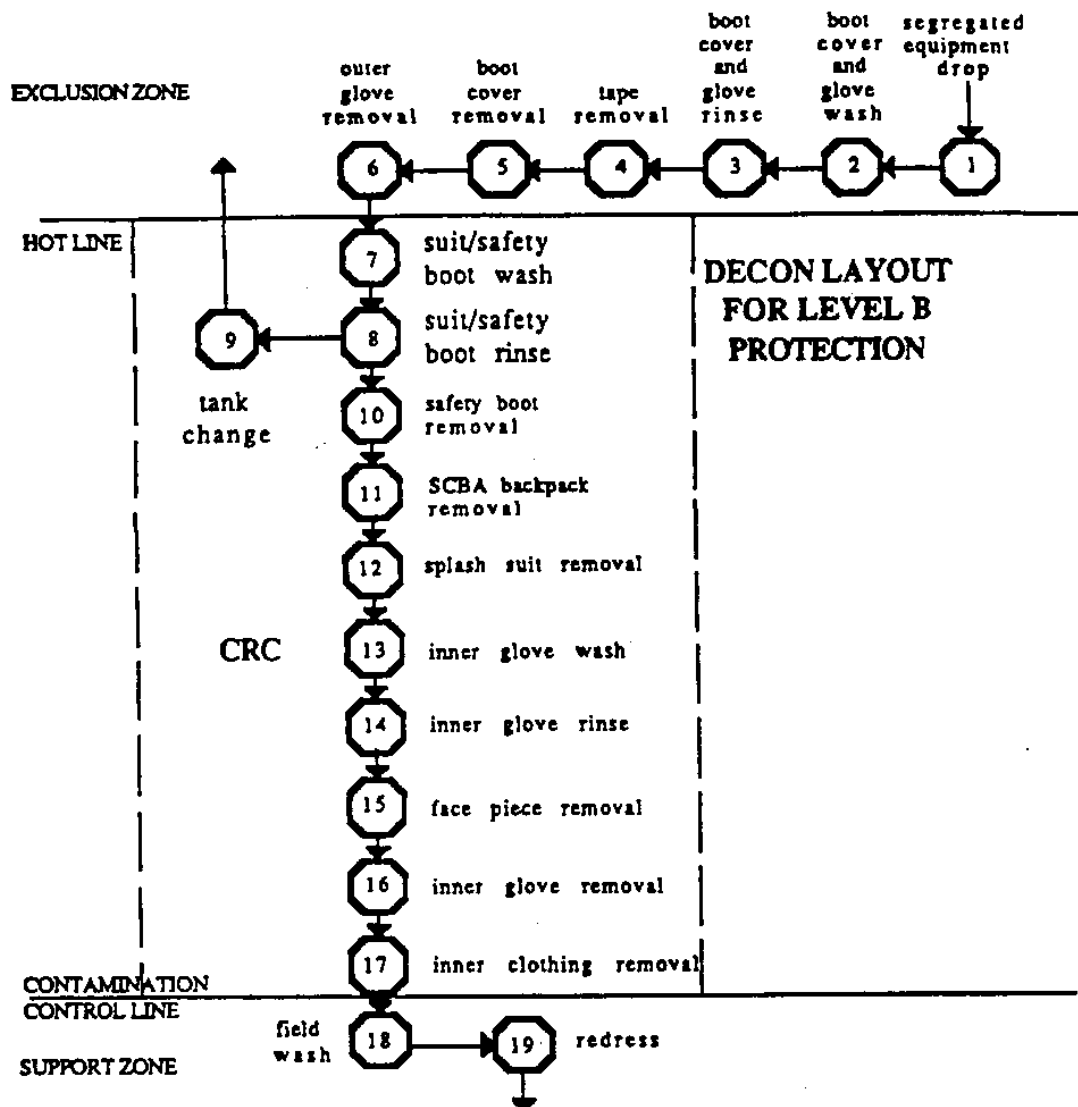 EXCLUSION ZONE
outer
glove
removal
boot
cover
removal
tape
removal
boot
cover
and
glove
rinse
boot
cover
and
glove
wash
segregated
equipment
drop
6
5
4
3
2
1
HOT LINE
7
suit/safety
boot wash
DECON LAYOUT
FOR LEVEL B
PROTECTION
9
tank
change
8
suit/safety
boot rinse
10
safety boot
removal
11
SCBA backpack
removal
12
splash suit removal
CRC
13
inner glove wash
14
inner glove rinse
15
face piece removal
16
inner glove removal
17
inner clothing removal
CONTAMINATION
CONTROL LINE
field
wash
18
19
redress
SUPPORT ZONE